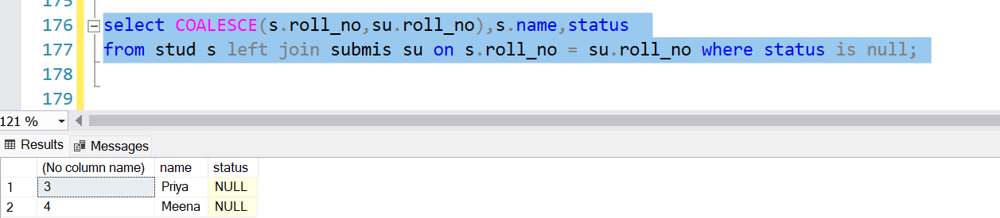 175
176 select COALESCE(s.roll_no,su.roll_no),s.name,status
177 from stud s left join submis su on s.roll_no = su.roll_no where status is null;
178
179
121 %
Results Messages
(No column name) name status
1 3 Priya NULL
2 4 Meena NULL